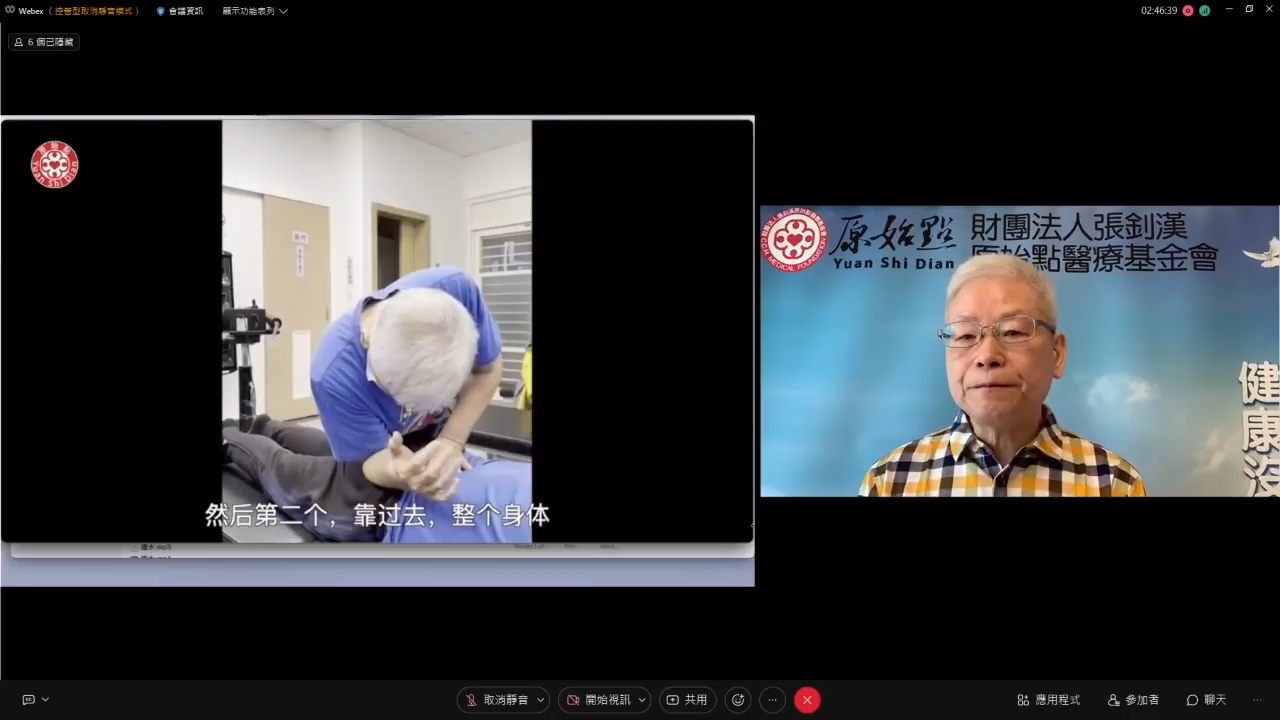 Webex
(控管型取消靜音模式)
會議資訊
顯示功能表列
02:46:39
6 個已隱藏
Yuan Shi Dian
然后第二个，靠过去，整个身体
原始點
Yuan Shi Dian
財團法人張釗漢
原始點醫療基金會
健康沒
取消靜音
開始視訊
共用
應用程式
參加者
聊天